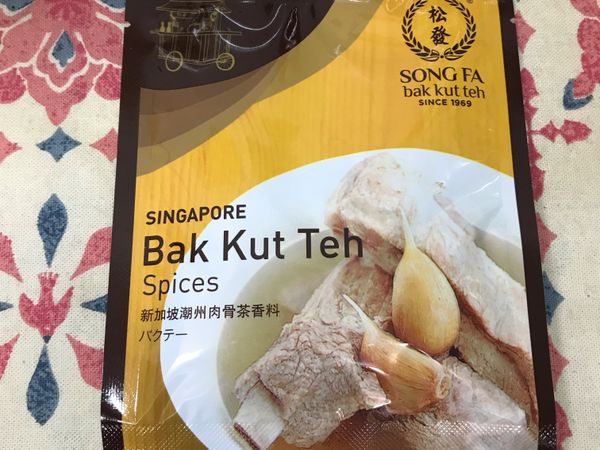 松
發
SONG FA
bak kut teh
SINCE 1969
SINGAPORE
Bak Kut Teh
Spices
新加坡潮州肉骨茶香料
バクテー